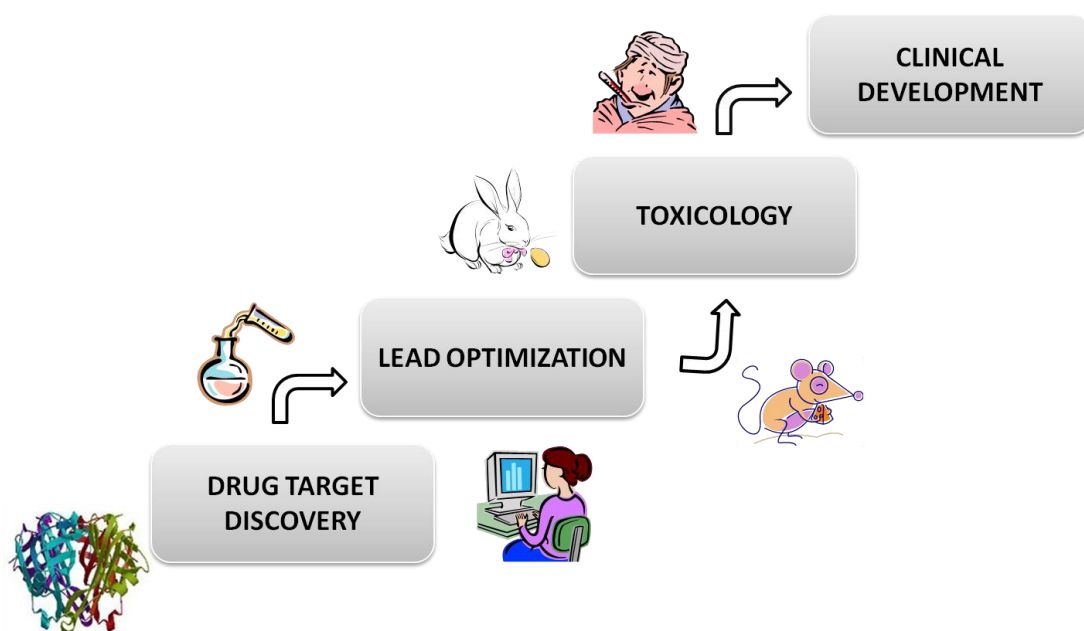 CLINICAL
DEVELOPMENT
TOXICOLOGY
LEAD OPTIMIZATION
DRUG TARGET
DISCOVERY